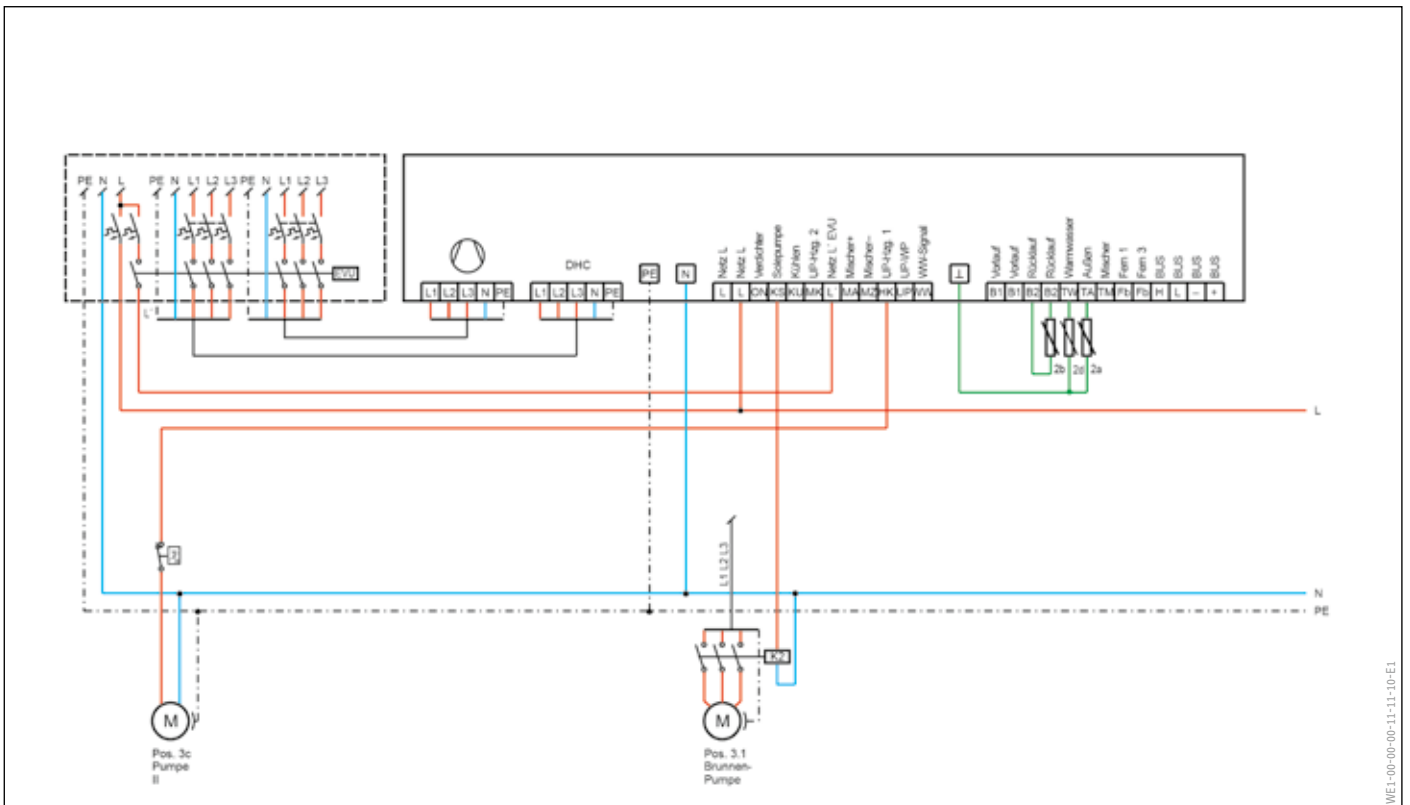 PE N L PE N L1 L2 L3 PE N L1 L2 L3
EVU
L'
DHC
L1 L2 L3 N PE
L1 L2 L3 N PE
PE
N
Netz L
Netz L
Verdichter
Solepumpe
Kühlen
UP-Hzg. 2
Netz L` EVU
Mischer+
Mischer–
UP-Hzg. 1
UP-WP
WW-Signal
L L ON KS KU MK L' MA MZ HK UP WW
⊥
Vorlauf
Vorlauf
Rücklauf
Rücklauf
Warmwasser
Außen
Mischer
Fern 1
Fern 3
BUS
BUS
BUS
BUS
B1 B1 B2 B2 TW TA TM Fb Fb H L – +
2b 2d 2a
L
L1 L2 L3
N
PE
K2
M
Pos. 3c
Pumpe
II
M
Pos. 3.1
Brunnen-
Pumpe
WE1-00-00-00-11-11-10-E1